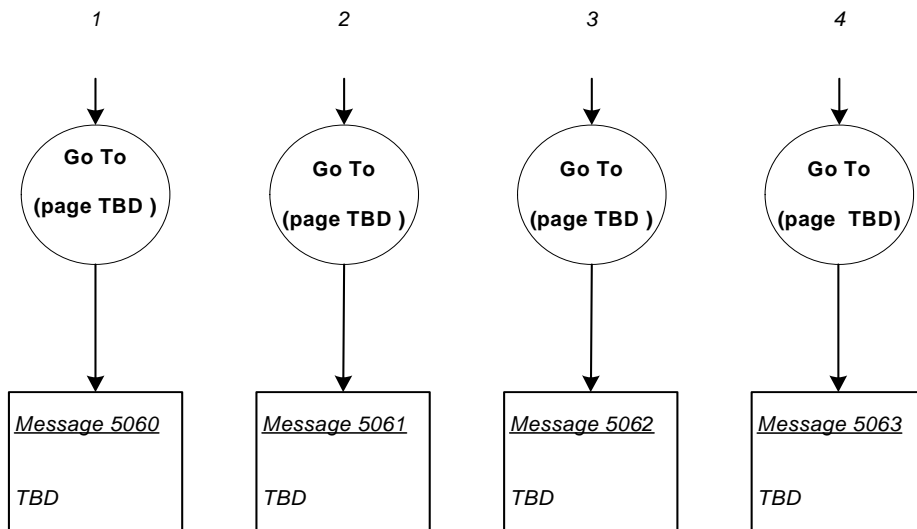 1 2 3 4
Go To
(page TBD )
Go To
(page TBD )
Go To
(page TBD )
Go To
(page TBD)
Message 5060
TBD
Message 5061
TBD
Message 5062
TBD
Message 5063
TBD